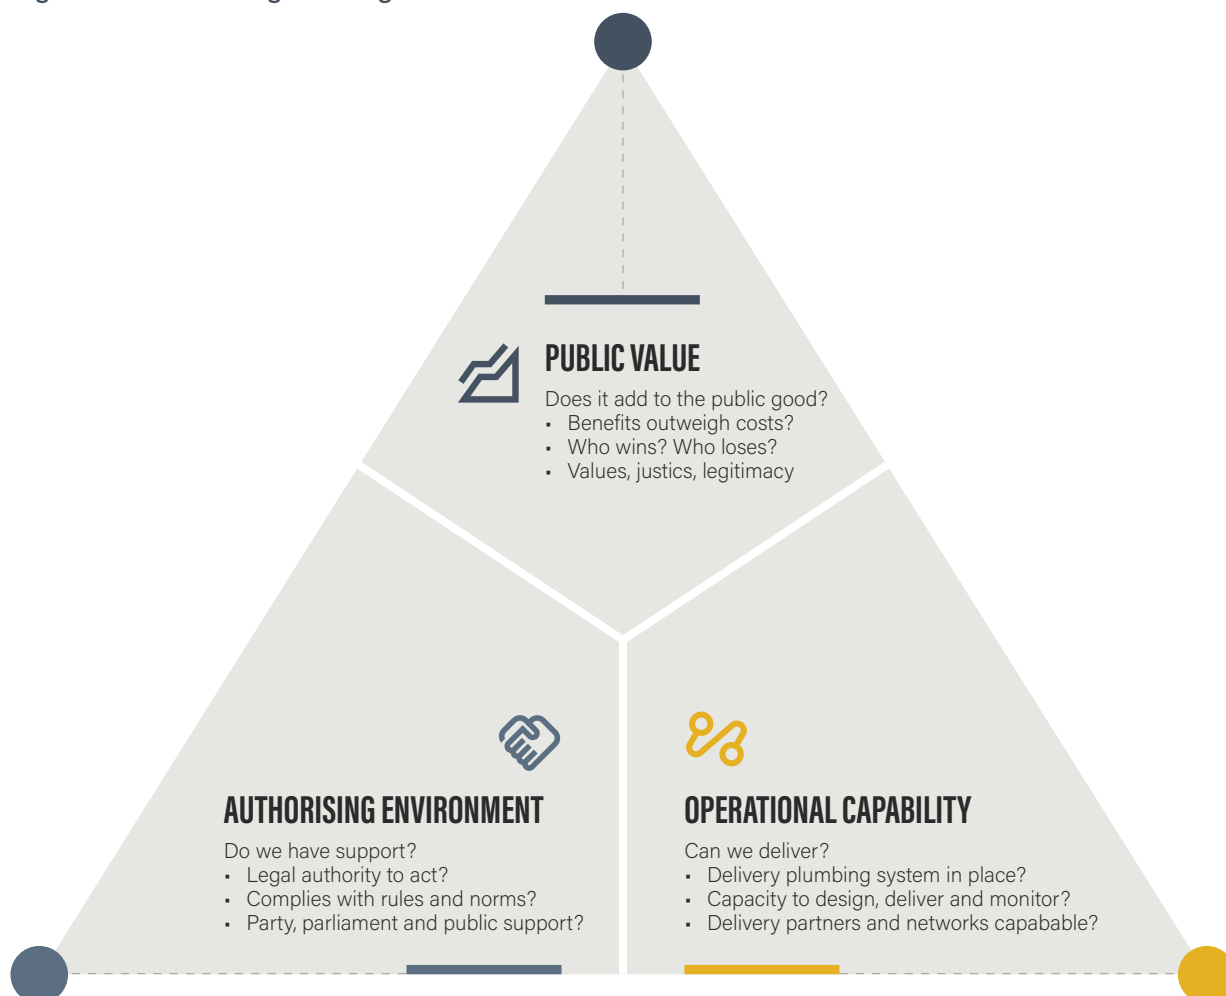 PUBLIC VALUE
Does it add to the public good?
• Benefits outweigh costs?
• Who wins? Who loses?
• Values, justics, legitimacy
AUTHORISING ENVIRONMENT
Do we have support?
• Legal authority to act?
• Complies with rules and norms?
• Party, parliament and public support?
OPERATIONAL CAPABILITY
Can we deliver?
• Delivery plumbing system in place?
• Capacity to design, deliver and monitor?
• Delivery partners and networks capabable?